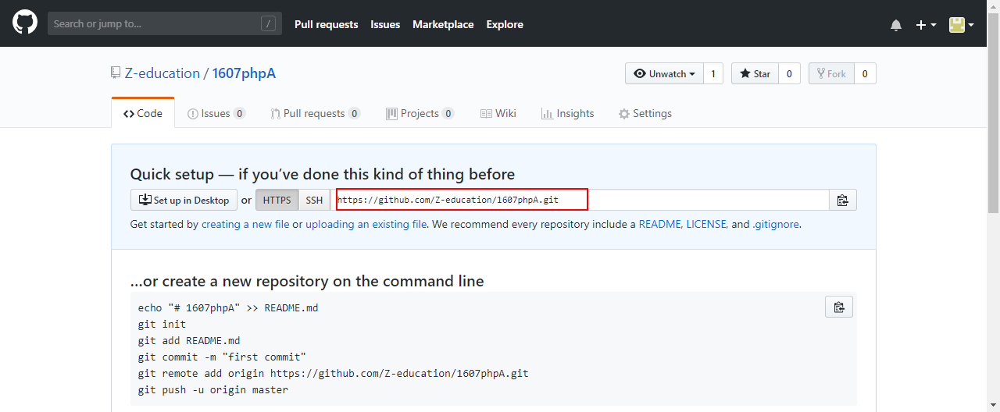 Search or jump to... /
Pull requests Issues Marketplace Explore
Z-education / 1607phpA
Unwatch 1 Star 0 Fork 0
Code Issues 0 Pull requests 0 Projects 0 Wiki Insights Settings
Quick setup — if you’ve done this kind of thing before
Set up in Desktop or HTTPS SSH https://github.com/Z-education/1607phpA.git
Get started by creating a new file or uploading an existing file. We recommend every repository include a README, LICENSE, and .gitignore.
…or create a new repository on the command line
echo "# 1607phpA" >> README.md
git init
git add README.md
git commit -m "first commit"
git remote add origin https://github.com/Z-education/1607phpA.git
git push -u origin master